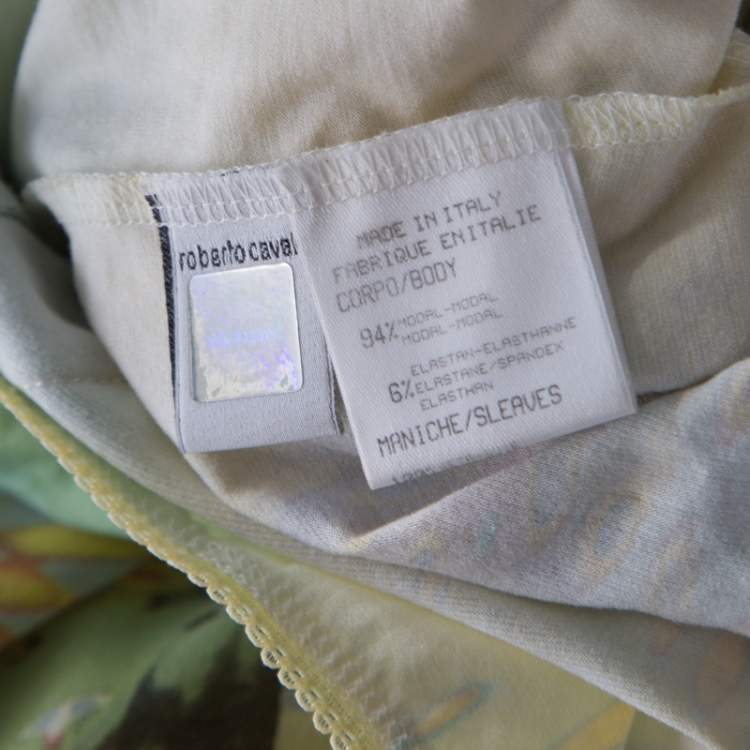 roberto caval
MADE IN ITALY
FABRIQUE EN ITALIE
CORPO/BODY
94% MODAL-MODAL
MODAL-MODAL
ELASTAN-ELASTHANNE
6% ELASTANE/SPANDEX
ELASTHAN
MANICHE/SLEAVES